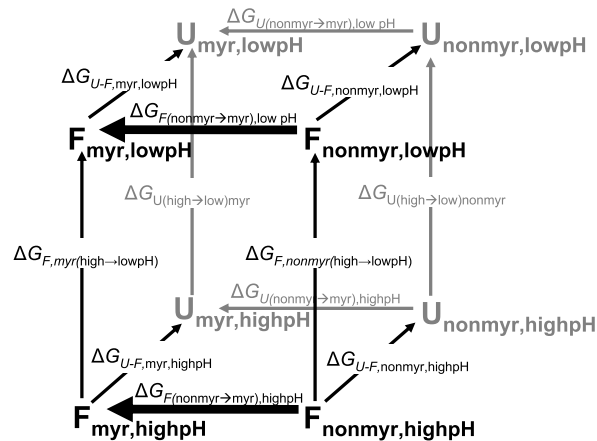 ΔG_U(nonmyr→myr),low pH
U_myr,lowpH U_nonmyr,lowpH
ΔG_U-F,myr,lowpH ΔG_U-F,nonmyr,lowpH
ΔG_F(nonmyr→myr),low pH
F_myr,lowpH F_nonmyr,lowpH
ΔG_U(high→low)myr ΔG_U(high→low)nonmyr
ΔG_F,myr(high→lowpH) ΔG_F,nonmyr(high→lowpH)
ΔG_U(nonmyr→myr),highpH
U_myr,highpH U_nonmyr,highpH
ΔG_U-F,myr,highpH ΔG_U-F,nonmyr,highpH
ΔG_F(nonmyr→myr),highpH
F_myr,highpH F_nonmyr,highpH